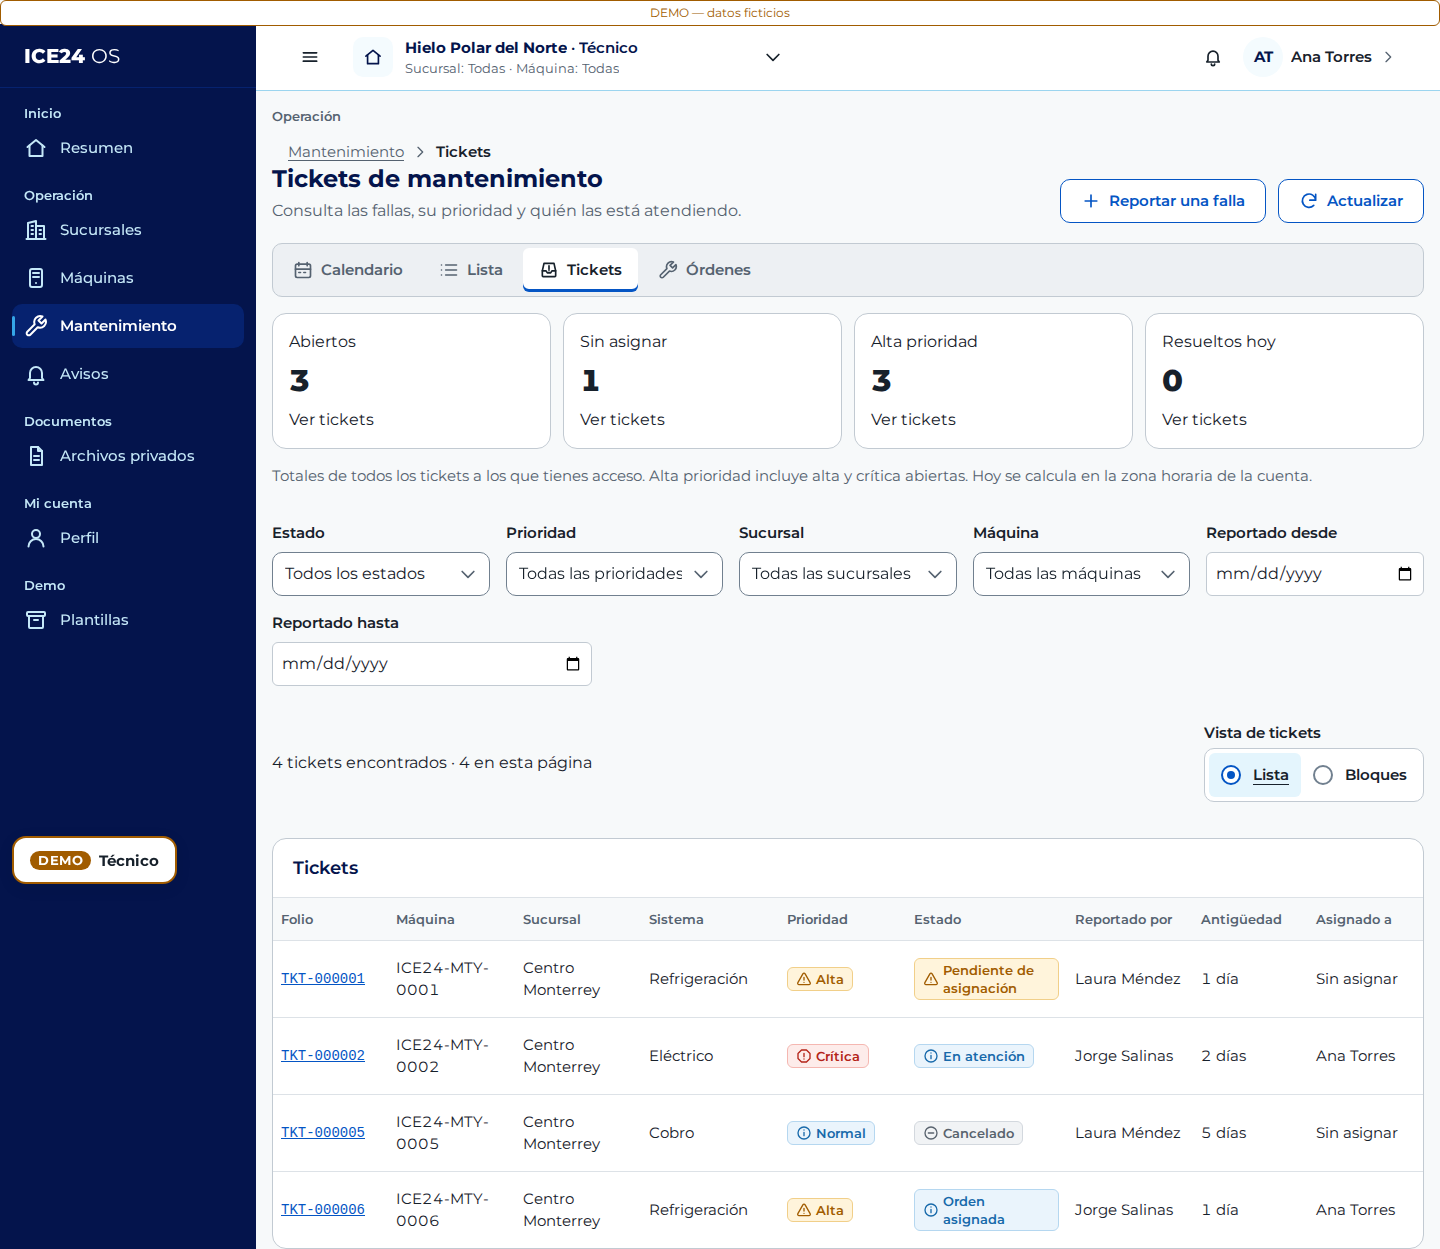 DEMO — datos ficticios
ICE24 OS
Inicio
Resumen
Operación
Sucursales
Máquinas
Mantenimiento
Avisos
Documentos
Archivos privados
Mi cuenta
Perfil
Demo
Plantillas
DEMO Técnico
Hielo Polar del Norte · Técnico
Sucursal: Todas · Máquina: Todas
AT Ana Torres
Operación
Mantenimiento > Tickets
Tickets de mantenimiento
Consulta las fallas, su prioridad y quién las está atendiendo.
Reportar una falla
Actualizar
Calendario
Lista
Tickets
Órdenes
Abiertos
3
Ver tickets
Sin asignar
1
Ver tickets
Alta prioridad
3
Ver tickets
Resueltos hoy
0
Ver tickets
Totales de todos los tickets a los que tienes acceso. Alta prioridad incluye alta y crítica abiertas. Hoy se calcula en la zona horaria de la cuenta.
Estado
Todos los estados
Prioridad
Todas las prioridades
Sucursal
Todas las sucursales
Máquina
Todas las máquinas
Reportado desde
mm/dd/yyyy
Reportado hasta
mm/dd/yyyy
4 tickets encontrados · 4 en esta página
Vista de tickets
Lista
Bloques
Tickets
Folio Máquina Sucursal Sistema Prioridad Estado Reportado por Antigüedad Asignado a
TKT-000001 ICE24-MTY-0001 Centro Monterrey Refrigeración Alta Pendiente de asignación Laura Méndez 1 día Sin asignar
TKT-000002 ICE24-MTY-0002 Centro Monterrey Eléctrico Crítica En atención Jorge Salinas 2 días Ana Torres
TKT-000005 ICE24-MTY-0005 Centro Monterrey Cobro Normal Cancelado Laura Méndez 5 días Sin asignar
TKT-000006 ICE24-MTY-0006 Centro Monterrey Refrigeración Alta Orden asignada Jorge Salinas 1 día Ana Torres